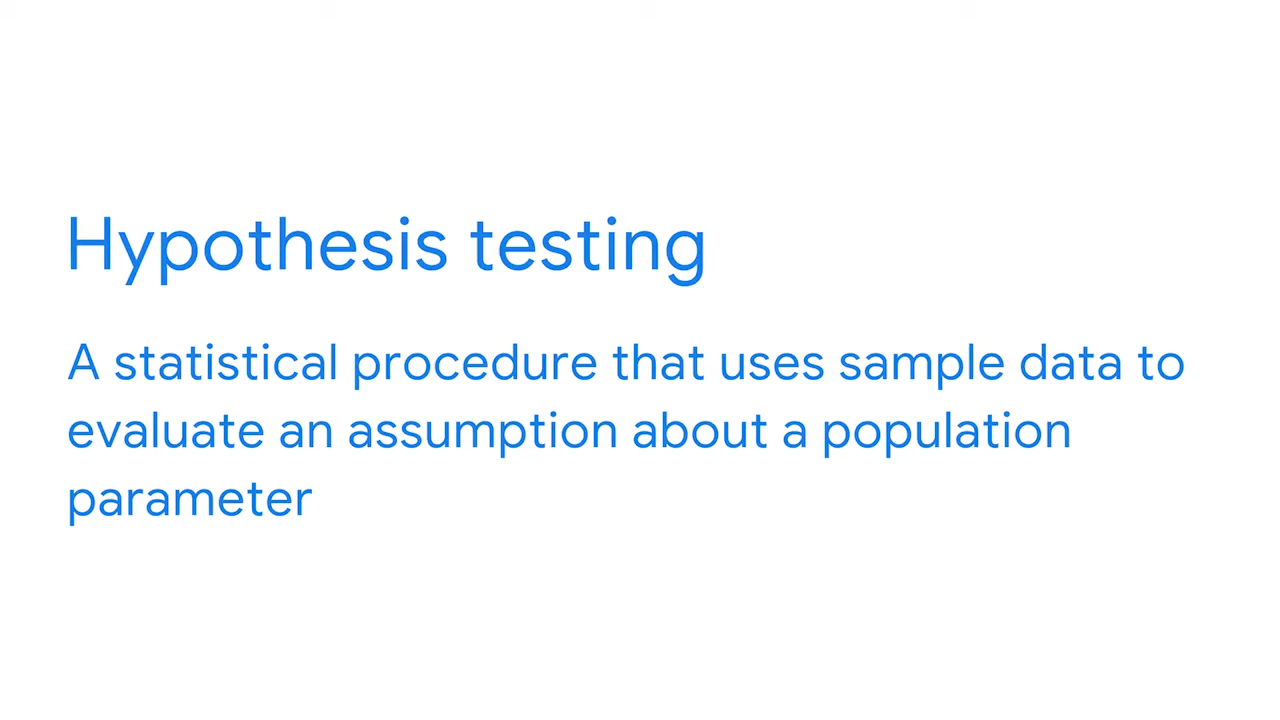 Hypothesis testing
A statistical procedure that uses sample data to
evaluate an assumption about a population
parameter